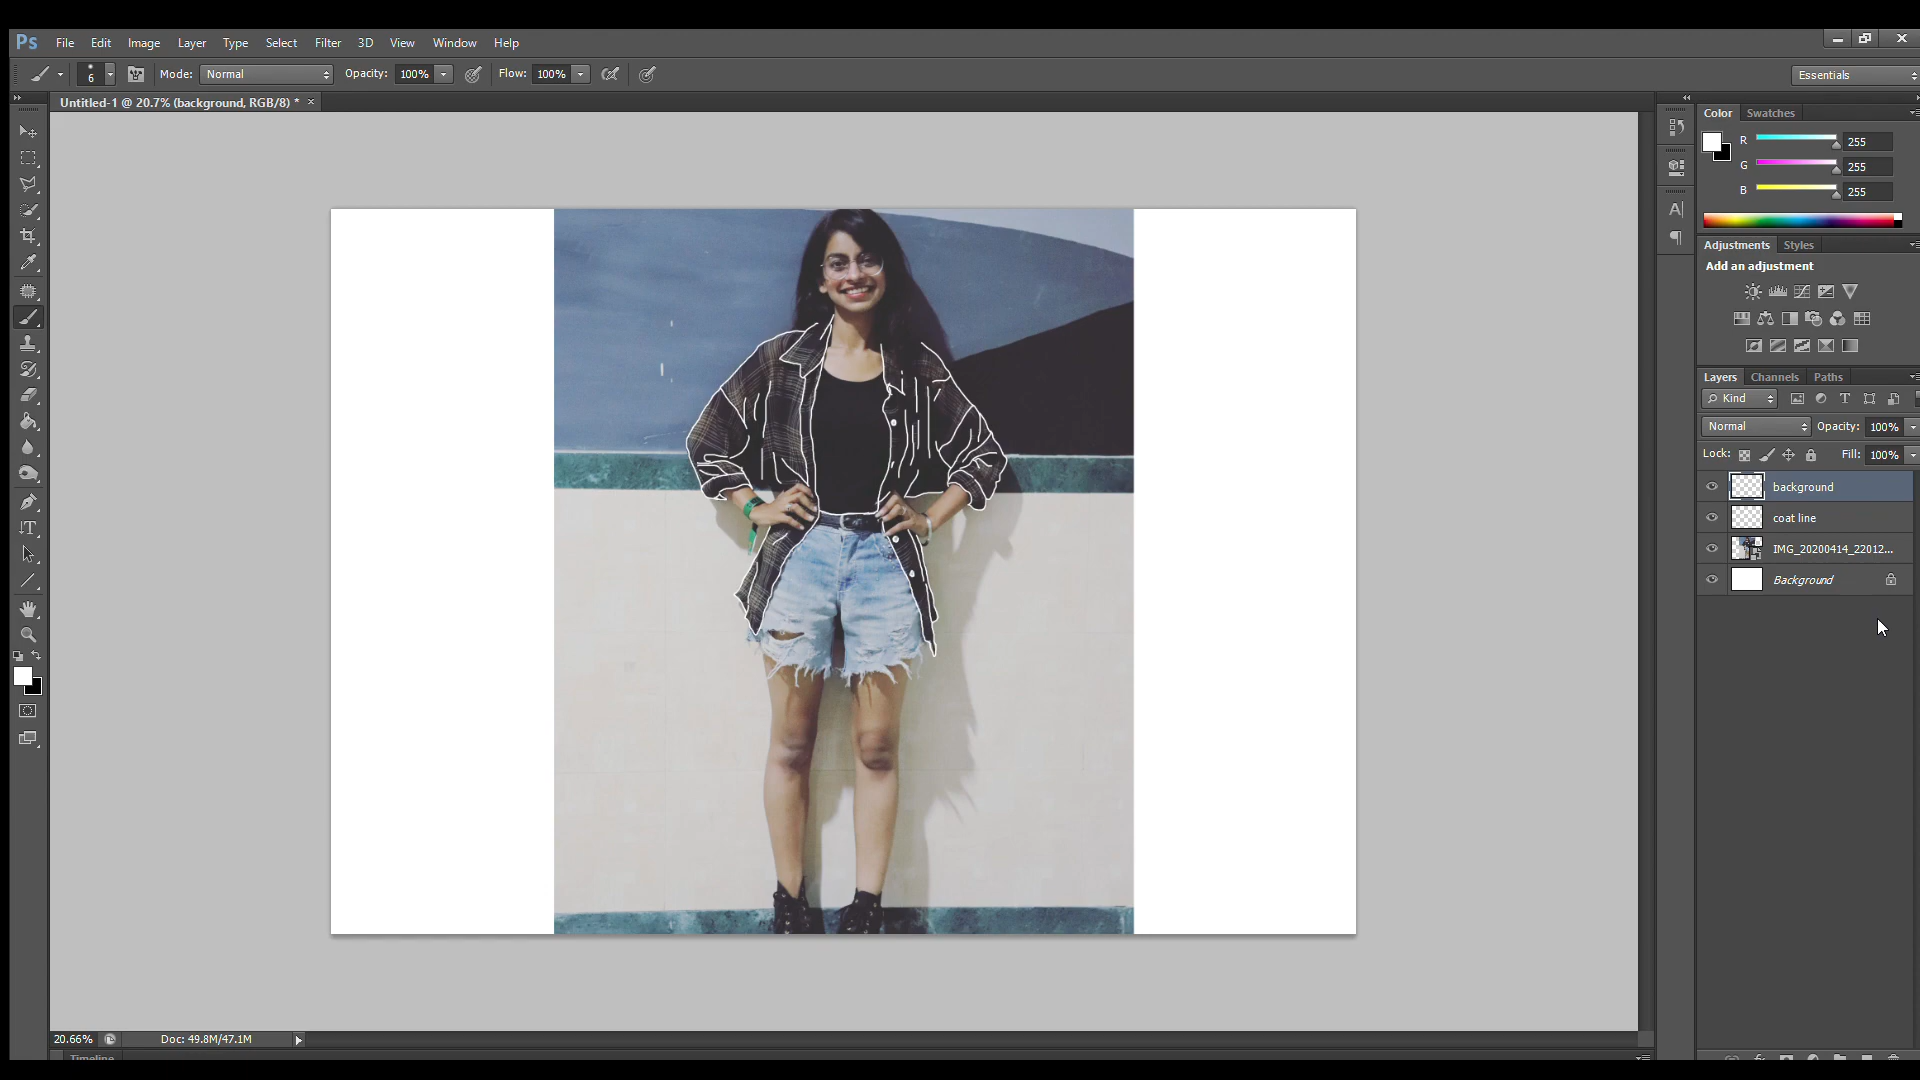 Ps File Edit Image Layer Type Select Filter 3D View Window Help
6 Mode: Normal Opacity: 100% Flow: 100% Essentials
Untitled-1 @ 20.7% (background, RGB/8) * ×
Color Swatches
R 255
G 255
B 255
Adjustments Styles
Add an adjustment
Layers Channels Paths
Kind
Normal Opacity: 100%
Lock: Fill: 100%
background
coat line
IMG_20200414_22012...
Background
20.66% Doc: 49.8M/47.1M
Timeline